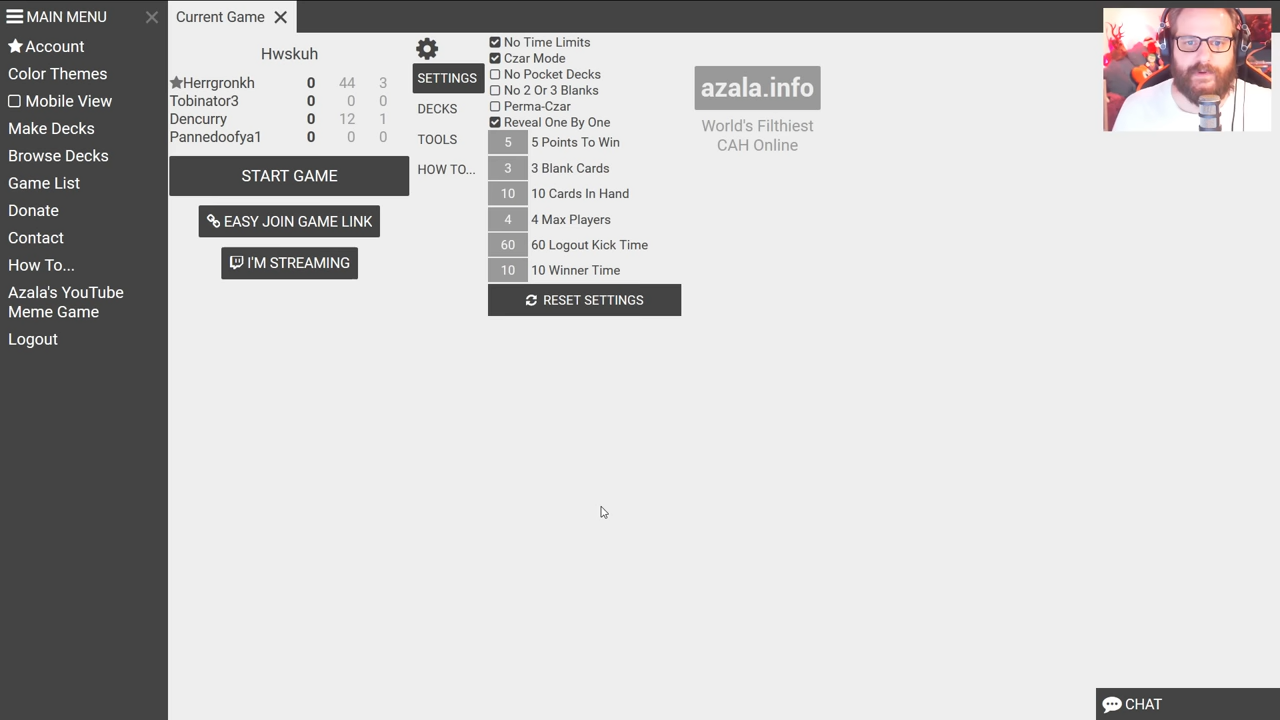 MAIN MENU
Account
Color Themes
Mobile View
Make Decks
Browse Decks
Game List
Donate
Contact
How To...
Azala's YouTube
Meme Game
Logout
Current Game
Hwskuh
Herrgronkh 0 44 3
Tobinator3 0 0 0
Dencurry 0 12 1
Pannedoofya1 0 0 0
START GAME
EASY JOIN GAME LINK
I'M STREAMING
SETTINGS
DECKS
TOOLS
HOW TO...
No Time Limits
Czar Mode
No Pocket Decks
No 2 Or 3 Blanks
Perma-Czar
Reveal One By One
5 5 Points To Win
3 3 Blank Cards
10 10 Cards In Hand
4 4 Max Players
60 60 Logout Kick Time
10 10 Winner Time
RESET SETTINGS
azala.info
World's Filthiest
CAH Online
CHAT